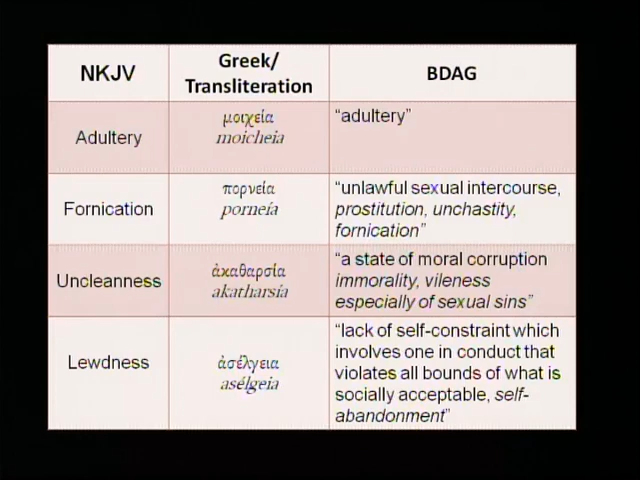 NKJV
Greek/
Transliteration
BDAG
Adultery
μοιχεία
moicheia
“adultery”
Fornication
πορνεία
porneía
“unlawful sexual intercourse,
prostitution, unchastity,
fornication”
Uncleanness
ἀκαθαρσία
akatharsía
“a state of moral corruption
immorality, vileness
especially of sexual sins”
Lewdness
ἀσέλγεια
asélgeia
“lack of self-constraint which
involves one in conduct that
violates all bounds of what is
socially acceptable, self-
abandonment”